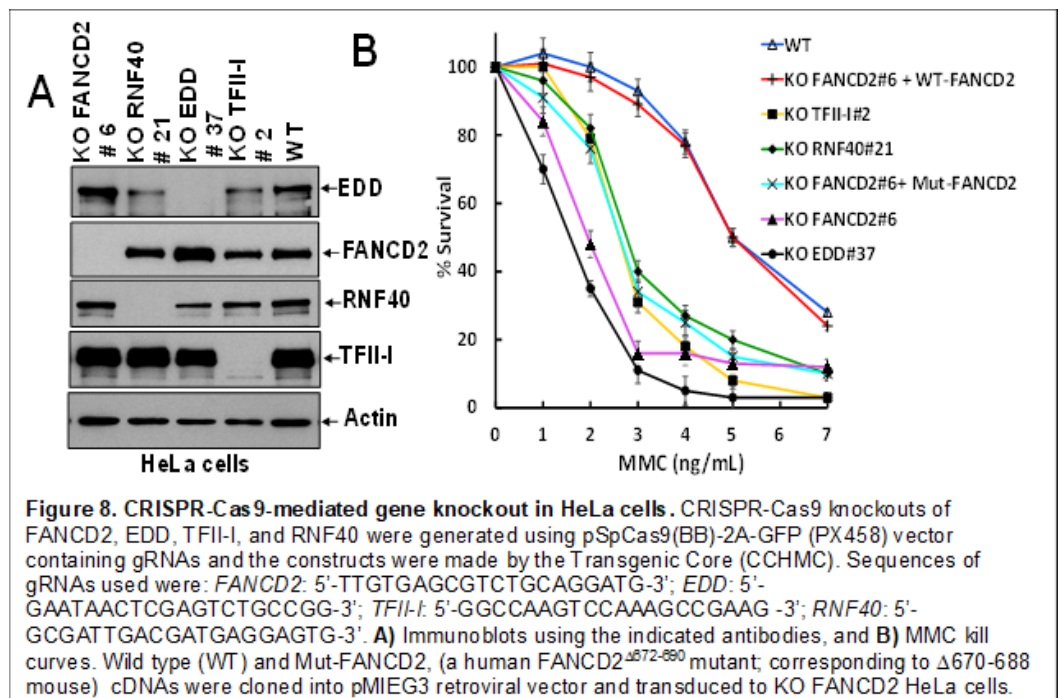 A
KO FANCD2
# 6
KO RNF40
# 21
KO EDD
# 37
KO TFII-I
# 2
WT
EDD
FANCD2
RNF40
TFII-I
Actin
HeLa cells
B
100
80
60
40
20
0
% Survival
0 1 2 3 4 5 6 7
MMC (ng/mL)
WT
KO FANCD2#6 + WT-FANCD2
KO TFII-I#2
KO RNF40#21
KO FANCD2#6+ Mut-FANCD2
KO FANCD2#6
KO EDD#37
Figure 8. CRISPR-Cas9-mediated gene knockout in HeLa cells. CRISPR-Cas9 knockouts of
FANCD2, EDD, TFII-I, and RNF40 were generated using pSpCas9(BB)-2A-GFP (PX458) vector
containing gRNAs and the constructs were made by the Transgenic Core (CCHMC). Sequences of
gRNAs used were: FANCD2: 5’-TTGTGAGCGTCTGCAGGATG-3’; EDD: 5’-
GAATAACTCGAGTCTGCCGG-3’; TFII-I: 5’-GGCCAAGTCCAAAGCCGAAG -3’; RNF40: 5’-
GCGATTGACGATGAGGAGTG-3’. A) Immunoblots using the indicated antibodies, and B) MMC kill
curves. Wild type (WT) and Mut-FANCD2, (a human FANCD2Δ672-690 mutant; corresponding to Δ670-688
mouse) cDNAs were cloned into pMIEG3 retroviral vector and transduced to KO FANCD2 HeLa cells.